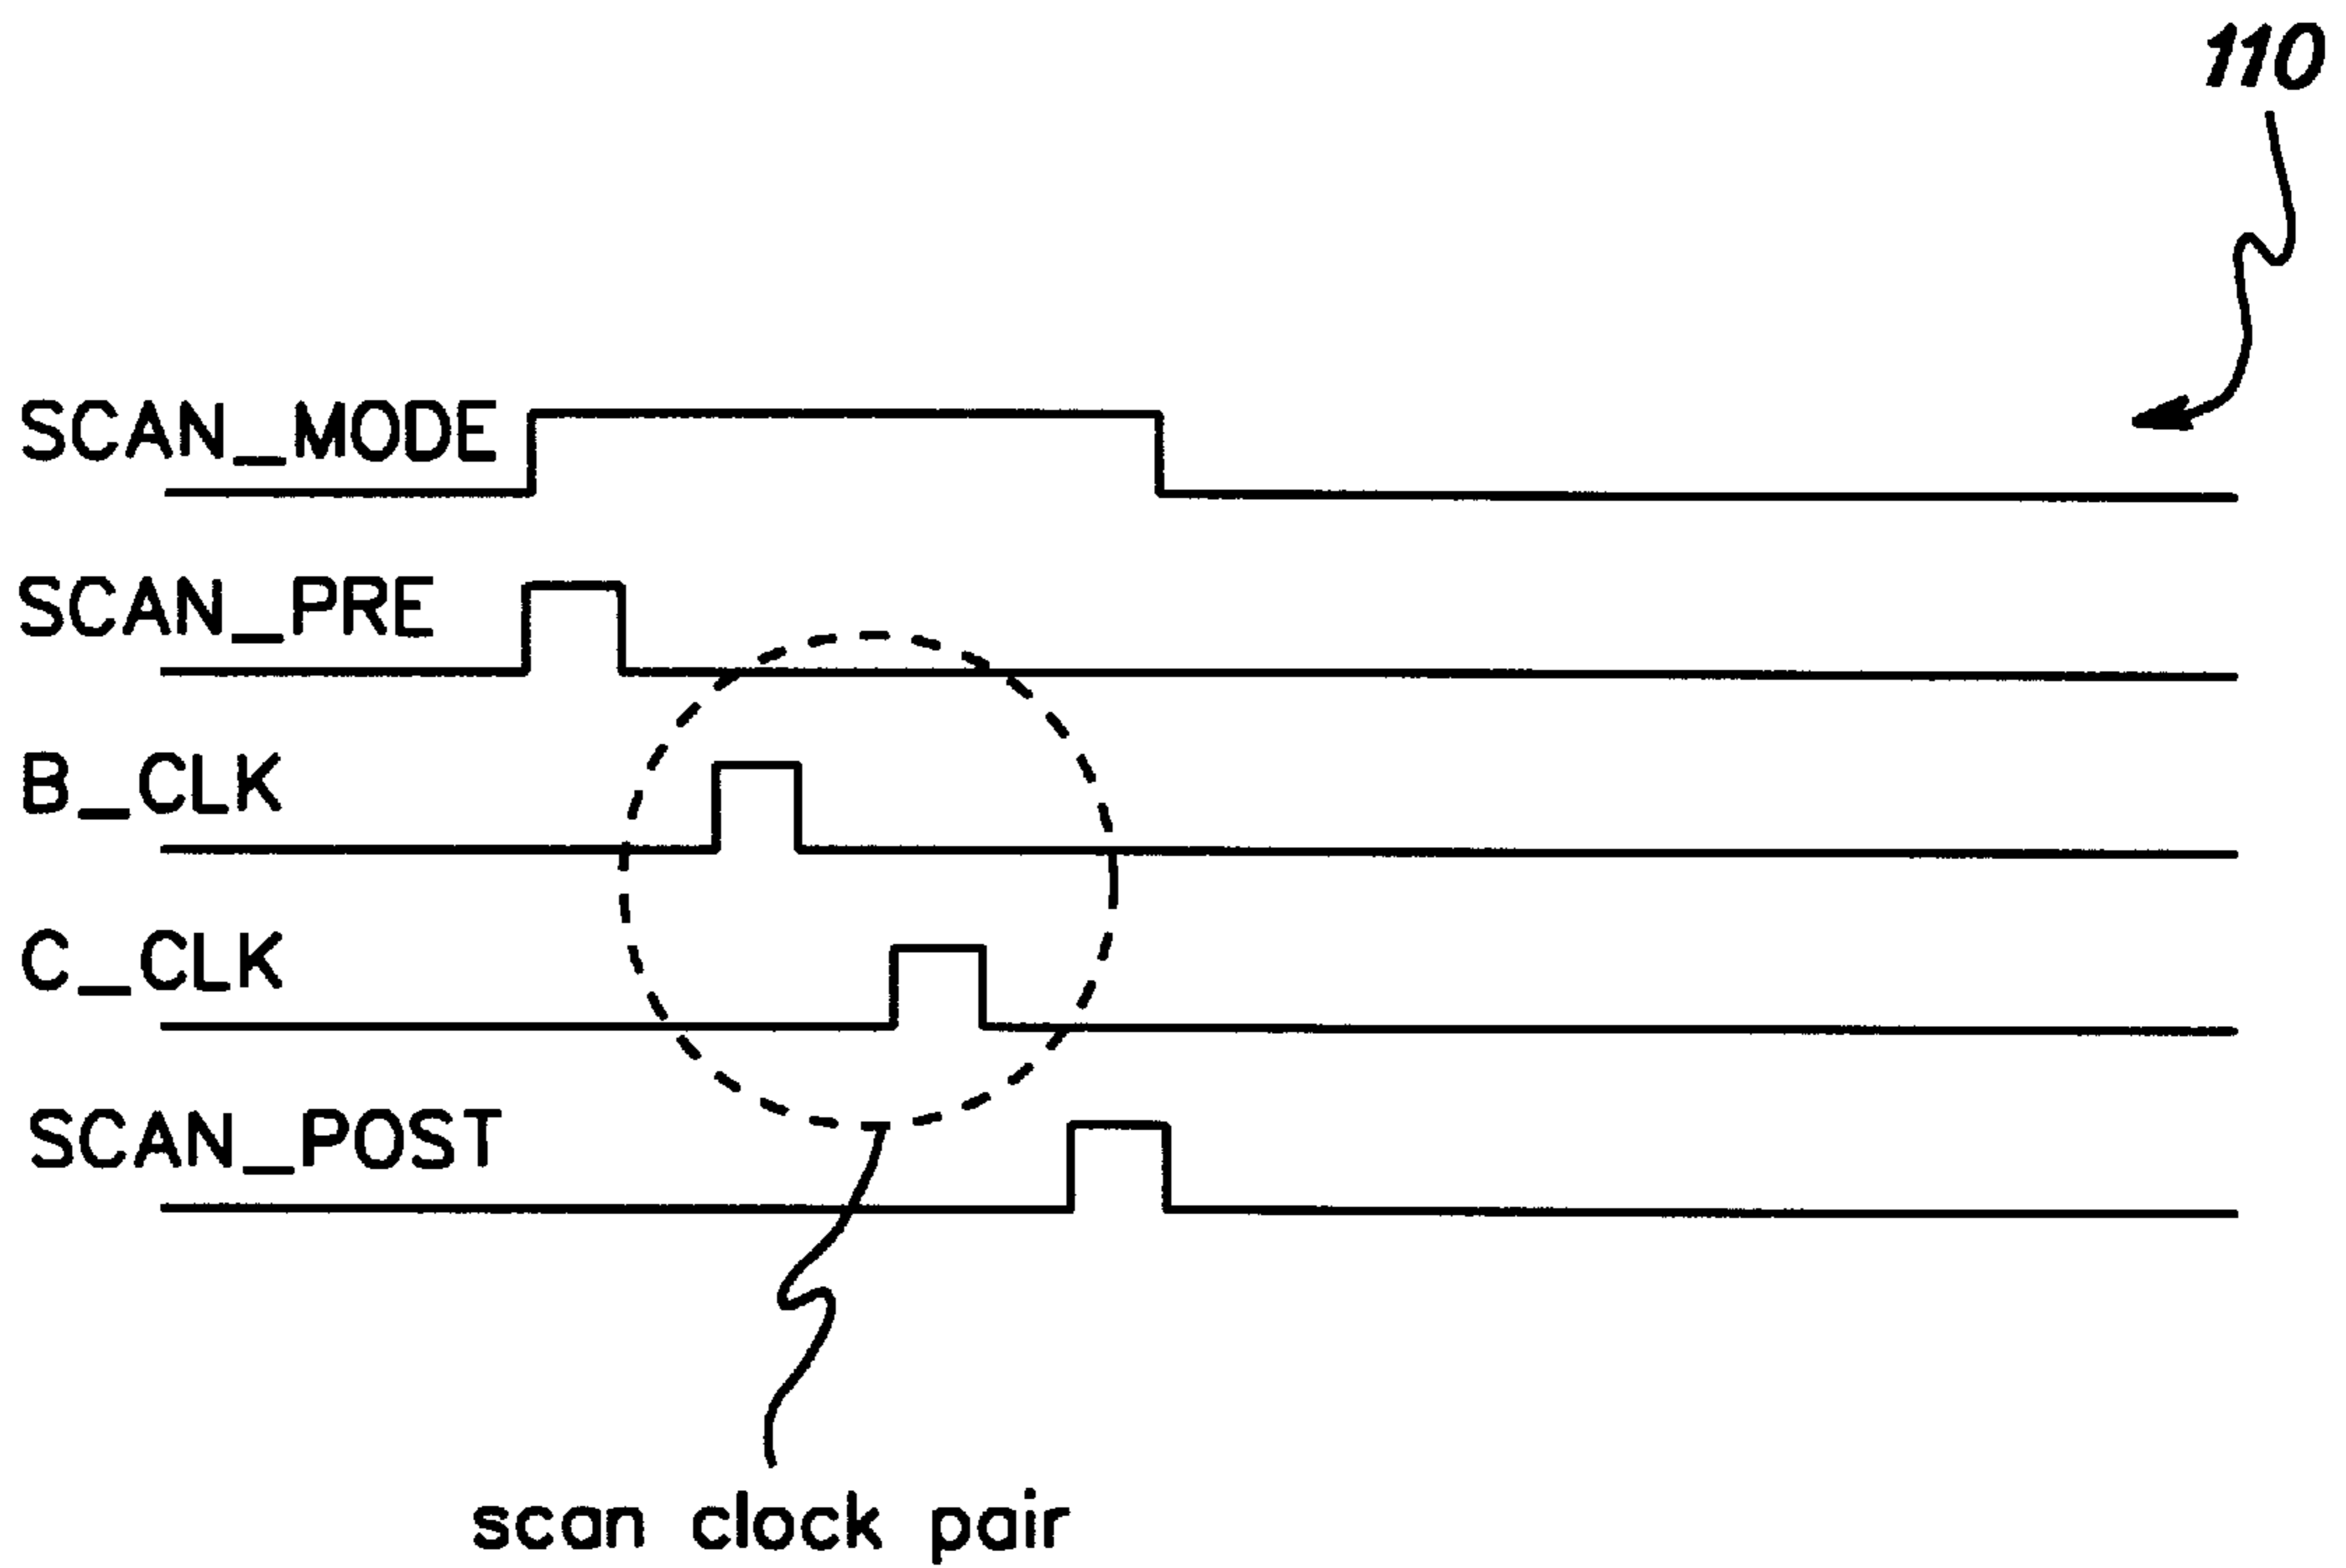 110
SCAN_MODE
SCAN_PRE
B_CLK
C_CLK
SCAN_POST
scan clock pair